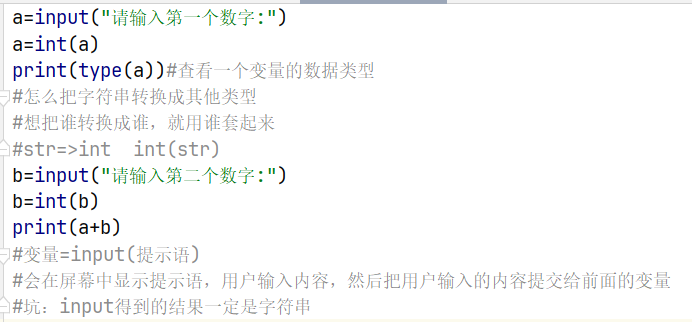 a=input("请输入第一个数字:")
a=int(a)
print(type(a))#查看一个变量的数据类型
#怎么把字符串转换成其他类型
#想把谁转换成谁，就用谁套起来
#str=>int  int(str)
b=input("请输入第二个数字:")
b=int(b)
print(a+b)
#变量=input(提示语)
#会在屏幕中显示提示语，用户输入内容，然后把用户输入的内容提交给前面的变量
#坑：input得到的结果一定是字符串